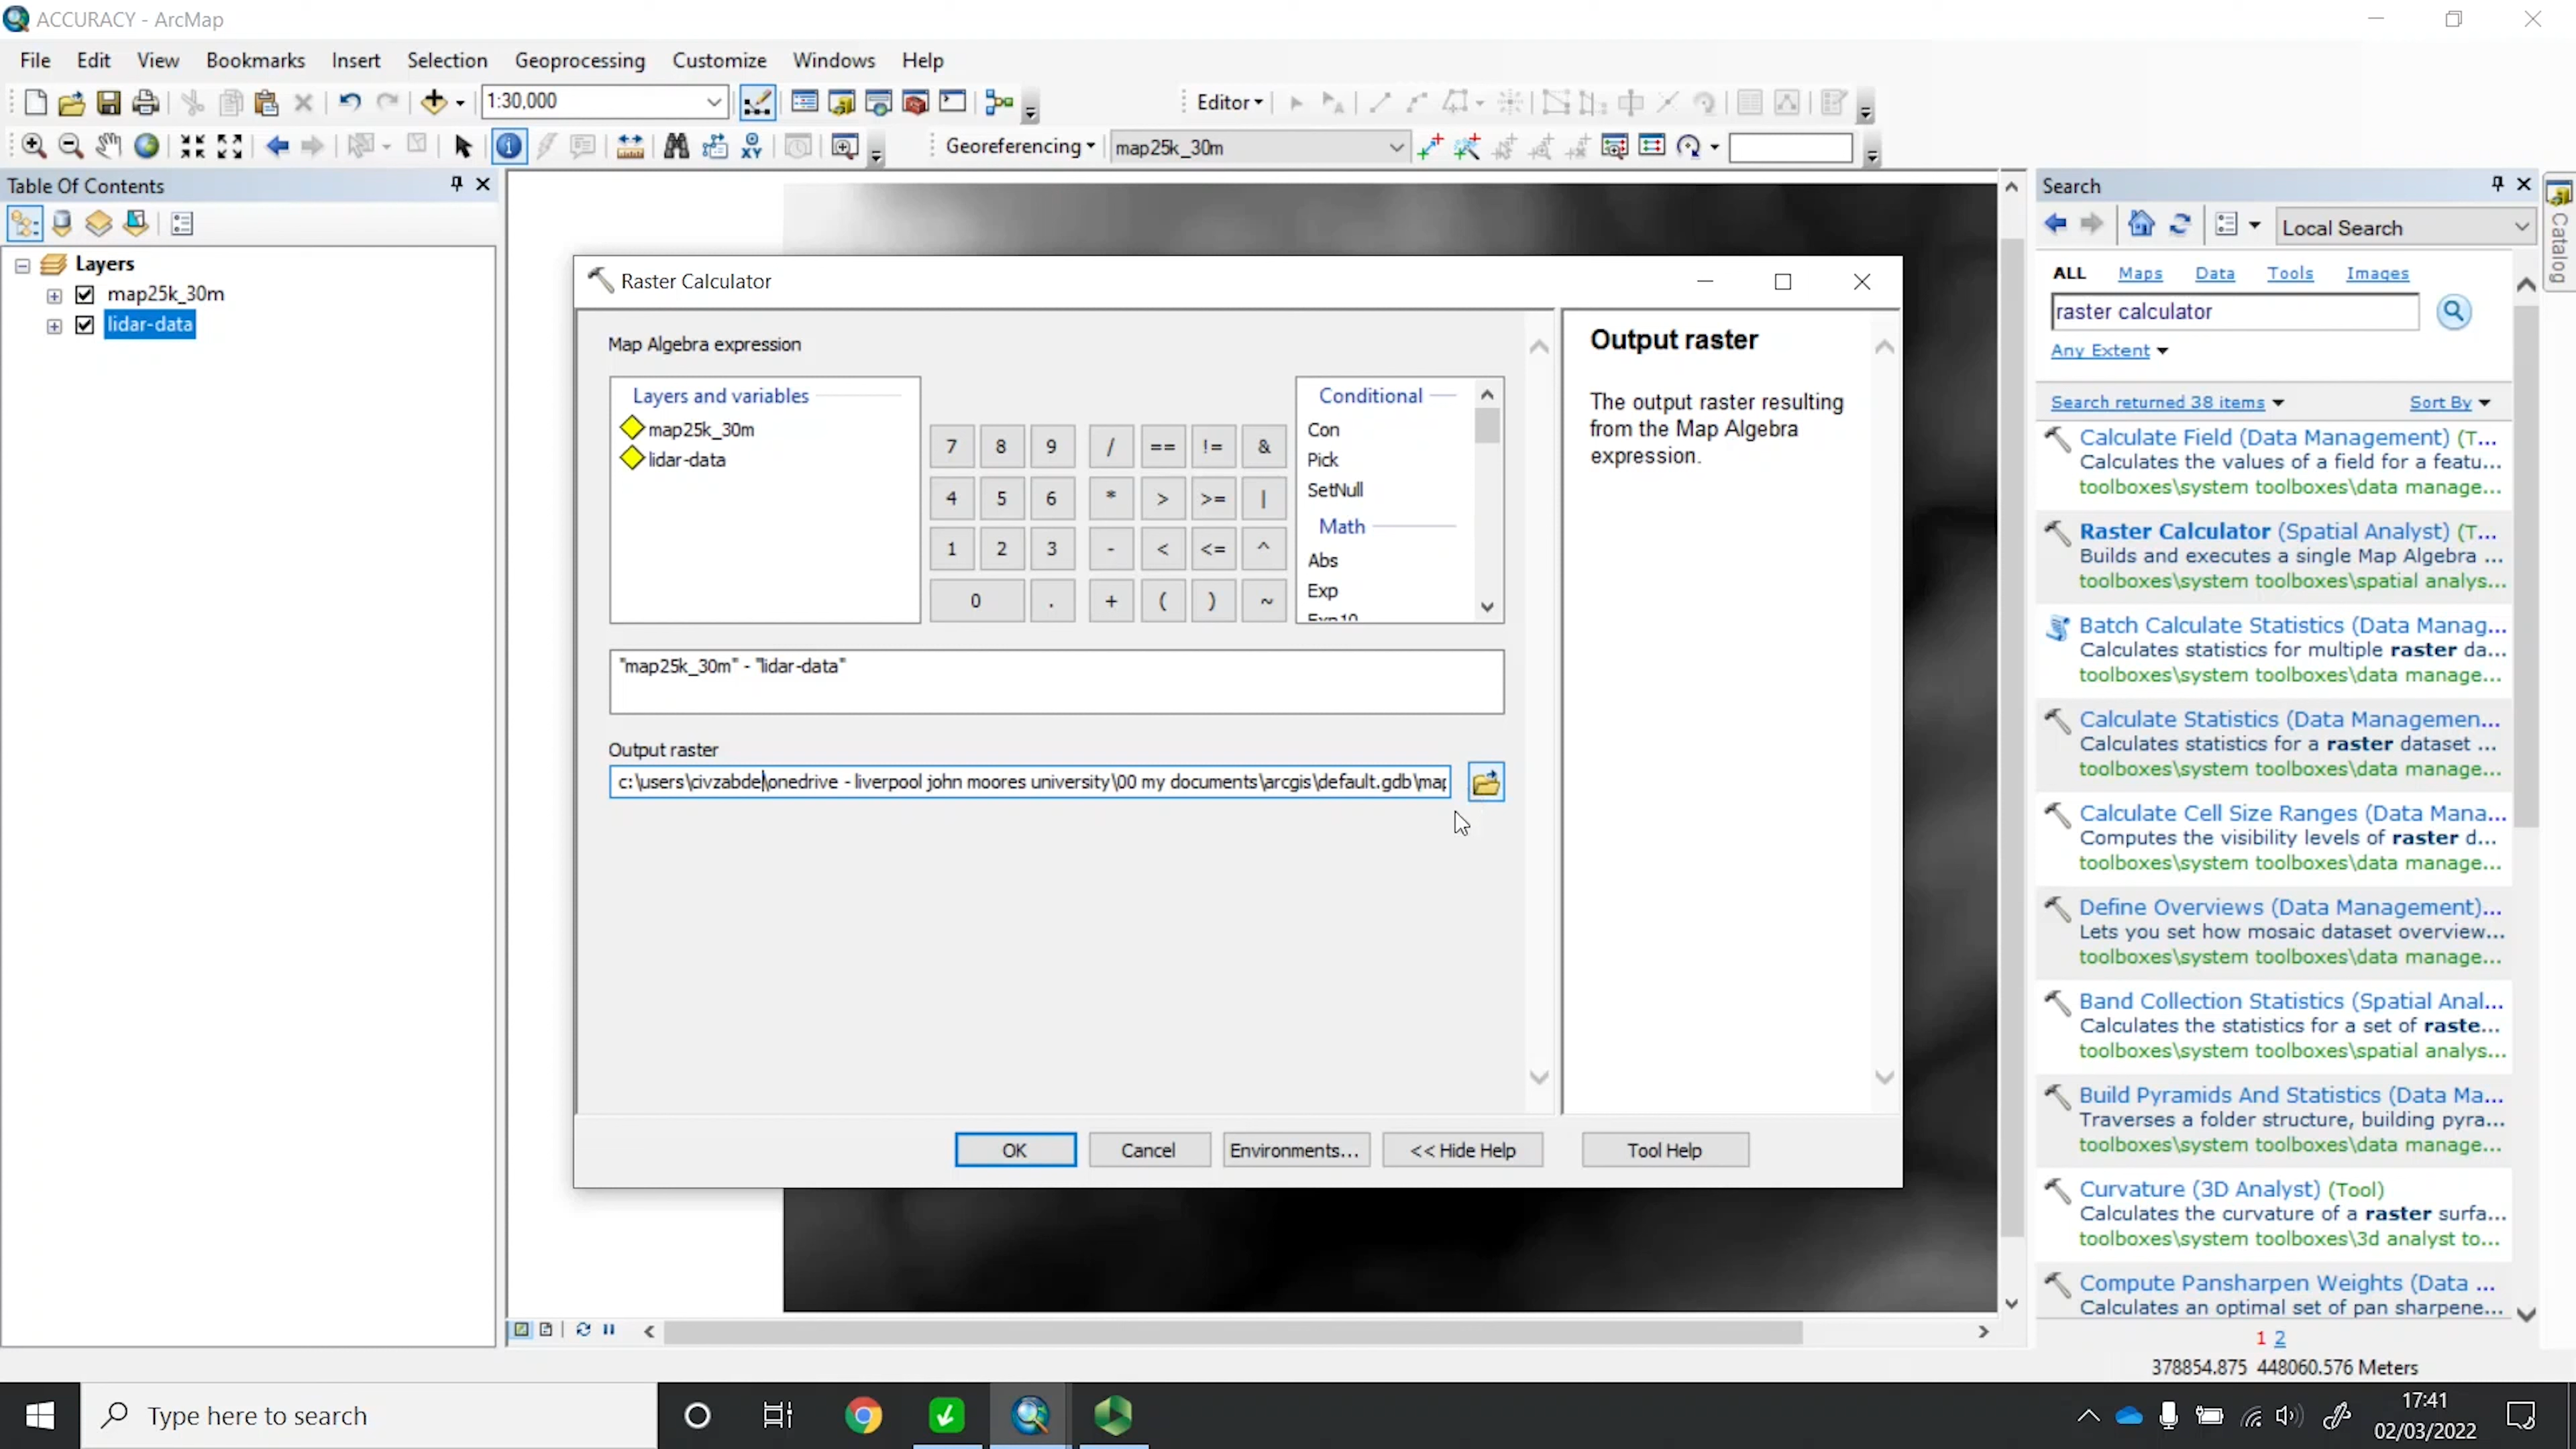 ACCURACY - ArcMap
File Edit View Bookmarks Insert Selection Geoprocessing Customize Windows Help
1:30,000
Editor
Georeferencing
map25k_30m
XY
Table Of Contents
Layers
map25k_30m
lidar-data
Raster Calculator
Map Algebra expression
Layers and variables
map25k_30m
lidar-data
7 8 9 / == != &
4 5 6 * > >= |
1 2 3 - < <= ^
0 . + ( ) ~
Conditional
Con
Pick
SetNull
Math
Abs
Exp
Exp10
"map25k_30m" - "lidar-data"
Output raster
c:\users\civzabde\onedrive - liverpool john moores university\00 my documents\arcgis\default.gdb\map
OK
Cancel
Environments...
<< Hide Help
Tool Help
Output raster
The output raster resulting
from the Map Algebra
expression.
Search
Local Search
ALL Maps Data Tools Images
raster calculator
Any Extent
Search returned 38 items
Sort By
Calculate Field (Data Management) (T...
Calculates the values of a field for a featu...
toolboxes\system toolboxes\data manage...
Raster Calculator (Spatial Analyst) (T...
Builds and executes a single Map Algebra ...
toolboxes\system toolboxes\spatial analys...
Batch Calculate Statistics (Data Manag...
Calculates statistics for multiple raster da...
toolboxes\system toolboxes\data manage...
Calculate Statistics (Data Managemen...
Calculates statistics for a raster dataset ...
toolboxes\system toolboxes\data manage...
Calculate Cell Size Ranges (Data Mana...
Computes the visibility levels of raster d...
toolboxes\system toolboxes\data manage...
Define Overviews (Data Management)...
Lets you set how mosaic dataset overview...
toolboxes\system toolboxes\data manage...
Band Collection Statistics (Spatial Anal...
Calculates the statistics for a set of raste...
toolboxes\system toolboxes\spatial analys...
Build Pyramids And Statistics (Data Ma...
Traverses a folder structure, building pyra...
toolboxes\system toolboxes\data manage...
Curvature (3D Analyst) (Tool)
Calculates the curvature of a raster surfa...
toolboxes\system toolboxes\3d analyst to...
Compute Pansharpen Weights (Data ...
Calculates an optimal set of pan sharpene...
1 2
Catalog
378854.875 448060.576 Meters
Type here to search
17:41
02/03/2022